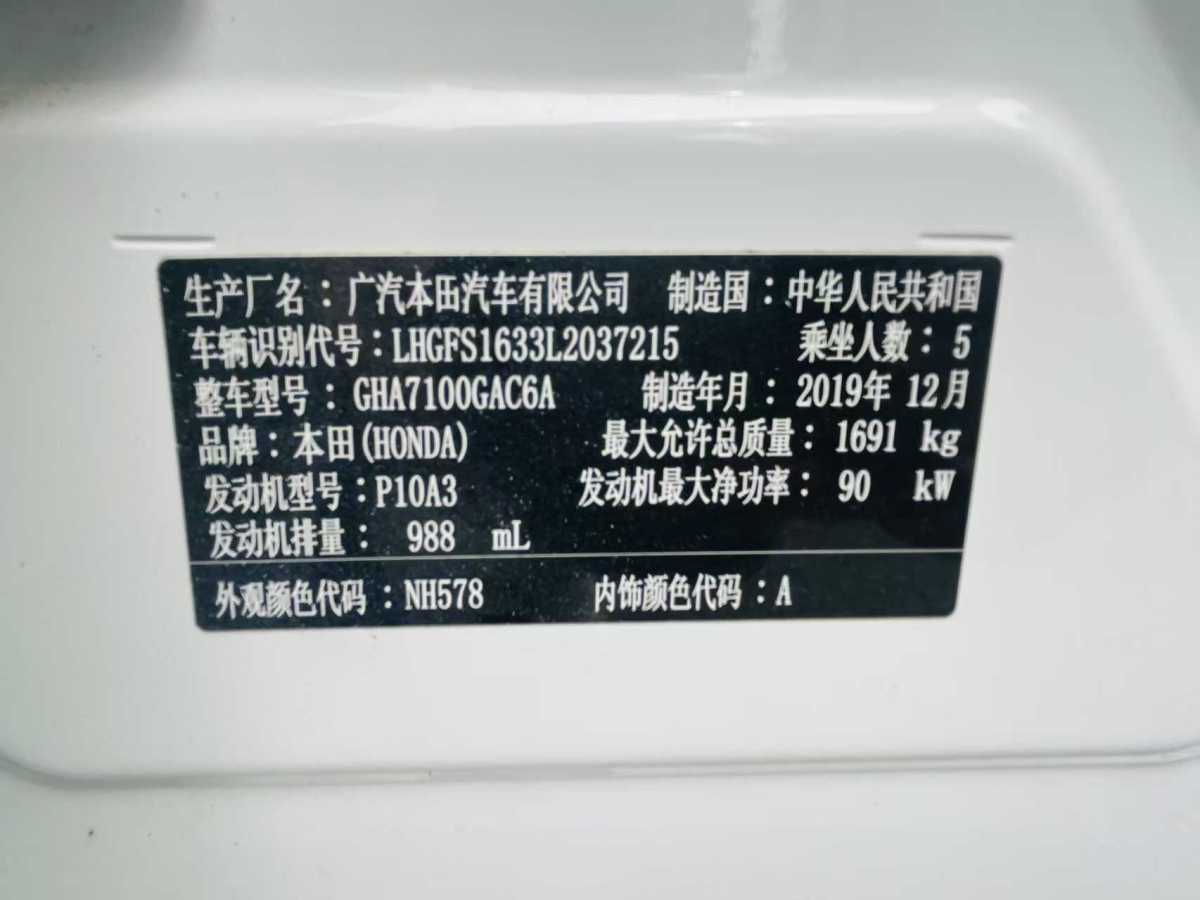 生产厂名：广汽本田汽车有限公司 制造国：中华人民共和国
车辆识别代号：LHGFS1633L2037215 乘坐人数：5
整车型号：GHA7100GAC6A 制造年月：2019年 12月
品牌：本田(HONDA) 最大允许总质量：1691 kg
发动机型号：P10A3 发动机最大净功率：90 kW
发动机排量：988 mL
外观颜色代码：NH578 内饰颜色代码：A